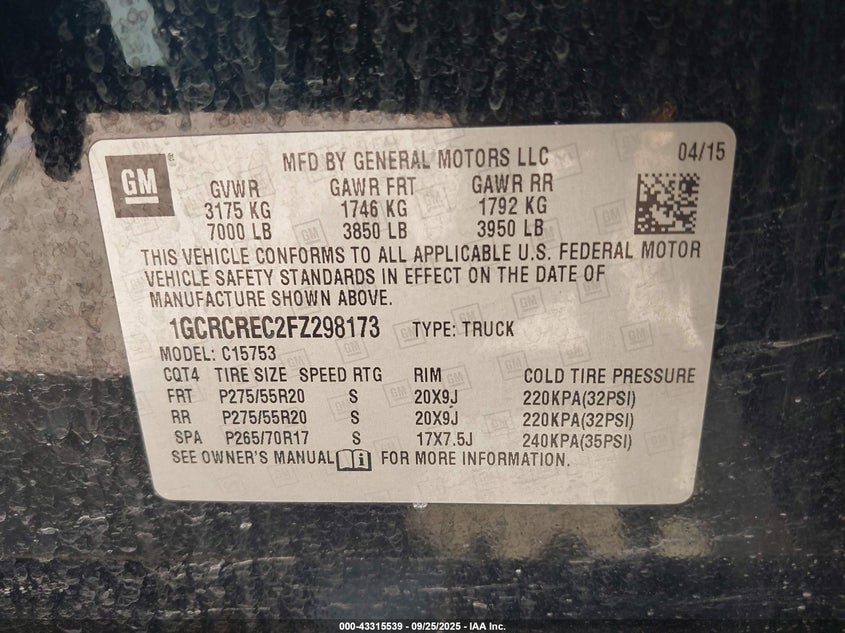 GM
MFD BY GENERAL MOTORS LLC
04/15
GVWR GAWR FRT GAWR RR
3175 KG 1746 KG 1792 KG
7000 LB 3850 LB 3950 LB
THIS VEHICLE CONFORMS TO ALL APPLICABLE U.S. FEDERAL MOTOR
VEHICLE SAFETY STANDARDS IN EFFECT ON THE DATE OF
MANUFACTURE SHOWN ABOVE.
1GCRCREC2FZ298173 TYPE: TRUCK
MODEL: C15753
CQT4 TIRE SIZE SPEED RTG RIM COLD TIRE PRESSURE
FRT P275/55R20 S 20X9J 220KPA(32PSI)
RR P275/55R20 S 20X9J 220KPA(32PSI)
SPA P265/70R17 S 17X7.5J 240KPA(35PSI)
SEE OWNER'S MANUAL i FOR MORE INFORMATION.
000-43315539 - 09/25/2025 - IAA Inc.